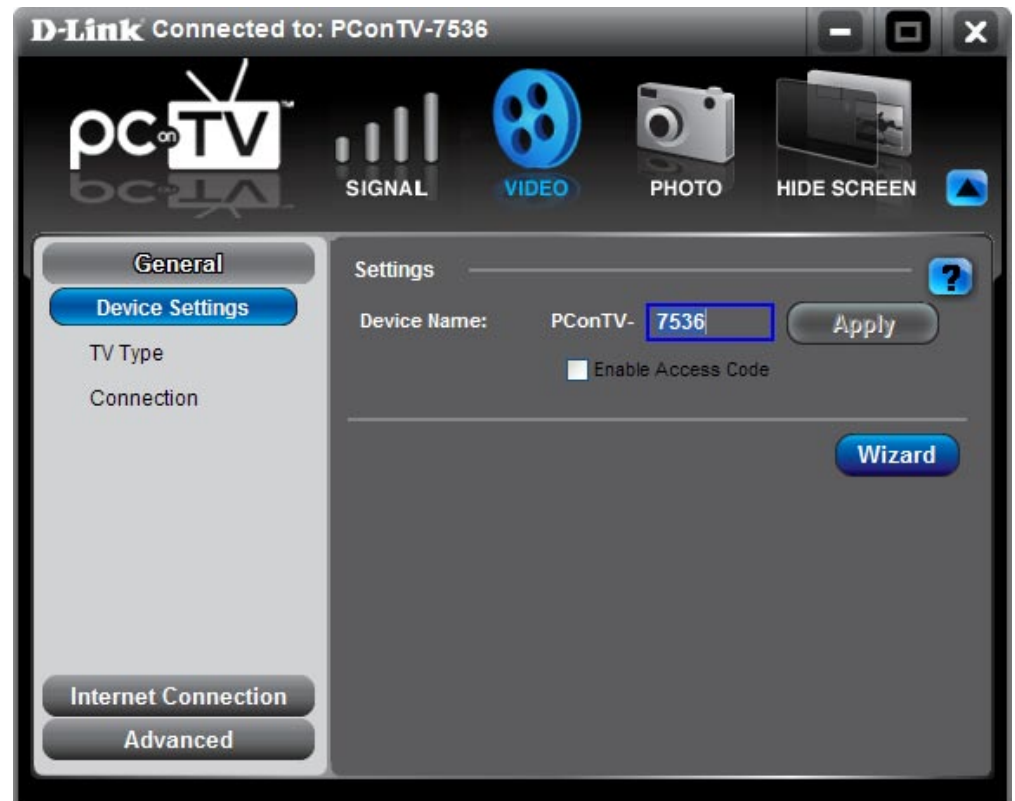 D-Link Connected to: PConTV-7536
pc on TV™
SIGNAL
VIDEO
PHOTO
HIDE SCREEN
General
Device Settings
TV Type
Connection
Internet Connection
Advanced
Settings
?
Device Name: PConTV- 7536 Apply
Enable Access Code
Wizard